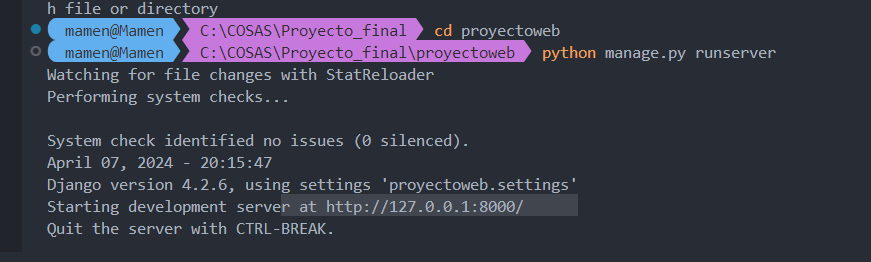 h file or directory
mamen@Mamen C:\COSAS\Proyecto_final cd proyectoweb
mamen@Mamen C:\COSAS\Proyecto_final\proyectoweb python manage.py runserver
Watching for file changes with StatReloader
Performing system checks...
System check identified no issues (0 silenced).
April 07, 2024 - 20:15:47
Django version 4.2.6, using settings 'proyectoweb.settings'
Starting development server at http://127.0.0.1:8000/
Quit the server with CTRL-BREAK.